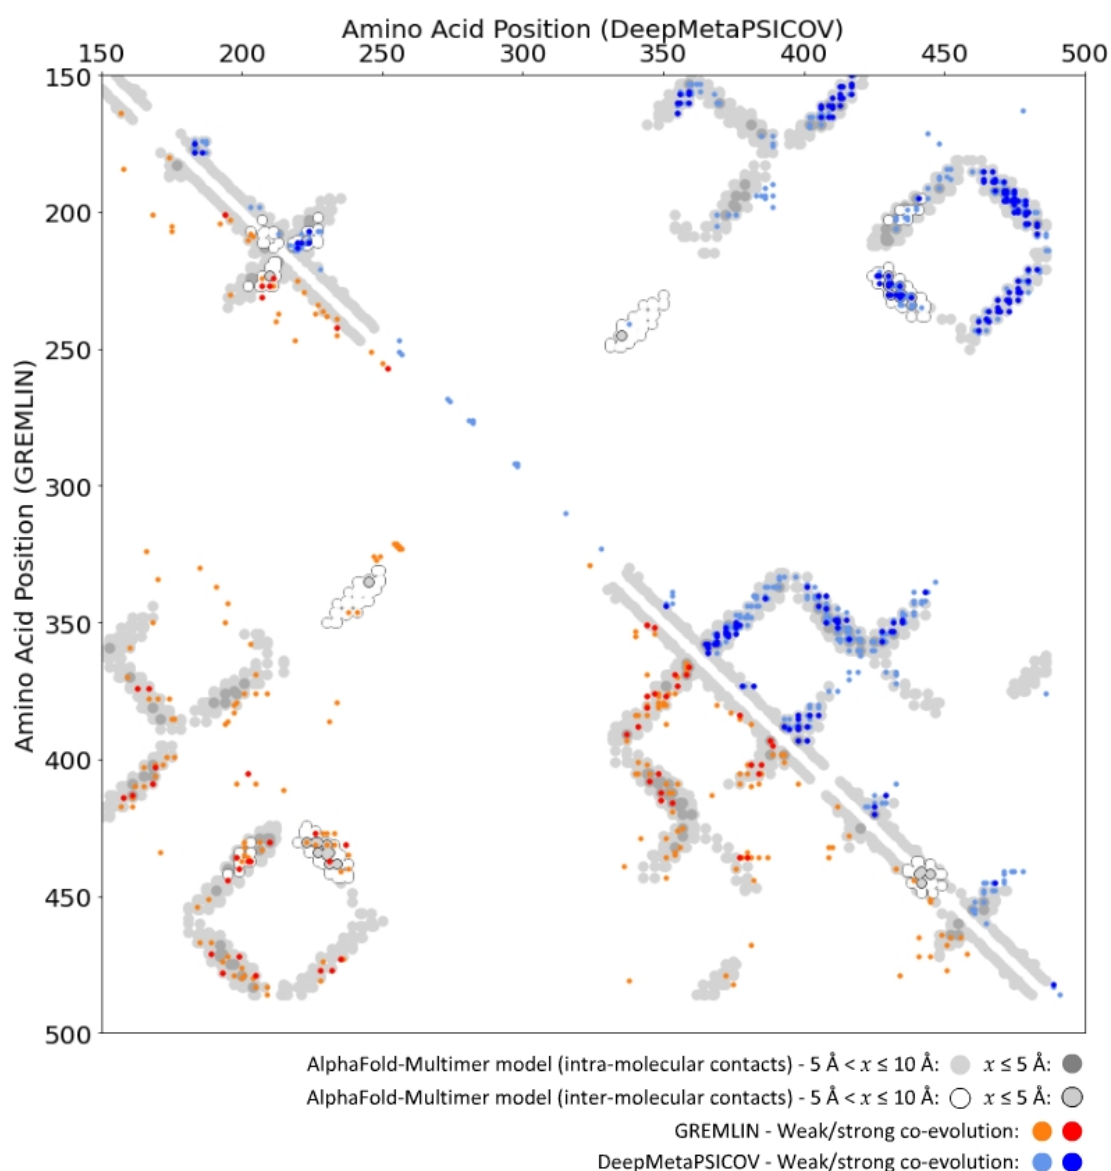 Amino Acid Position (DeepMetaPSICOV)
150 200 250 300 350 400 450 500
150
200
250
300
350
400
450
500
Amino Acid Position (GREMLIN)
AlphaFold-Multimer model (intra-molecular contacts) - 5 Å < x ≤ 10 Å: x ≤ 5 Å:
AlphaFold-Multimer model (inter-molecular contacts) - 5 Å < x ≤ 10 Å: x ≤ 5 Å:
GREMLIN - Weak/strong co-evolution:
DeepMetaPSICOV - Weak/strong co-evolution: